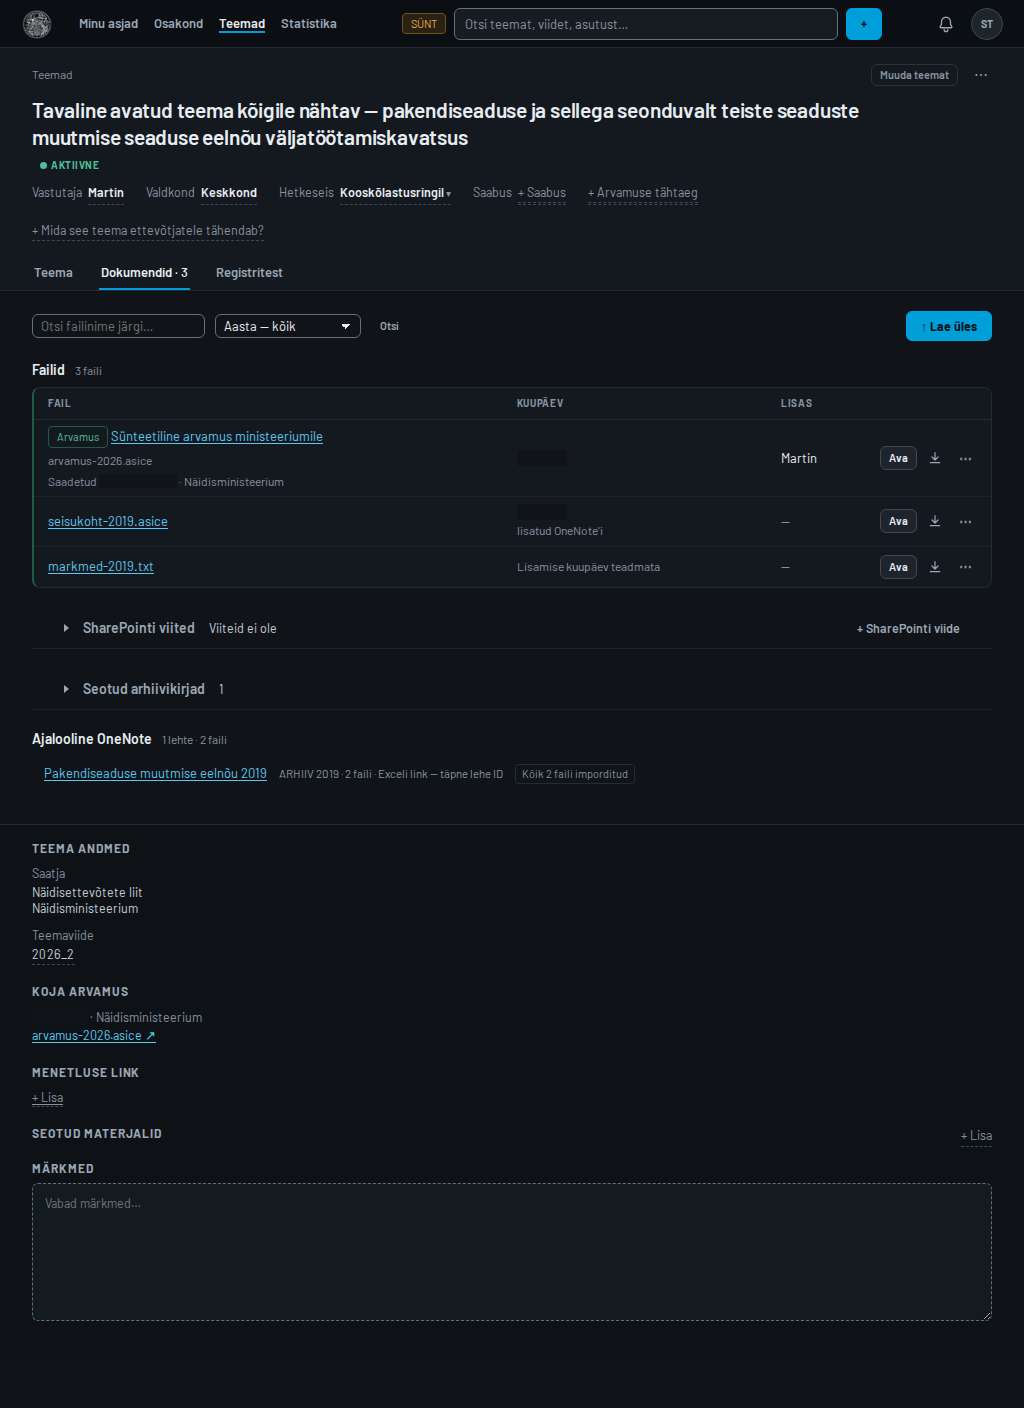 Minu asjad Osakond Teemad Statistika SÜNT Otsi teemat, viidet, asutust... + ST
Teemad Muuda teemat ...
Tavaline avatud teema kõigile nähtav — pakendiseaduse ja sellega seonduvalt teiste seaduste
muutmise seaduse eelnõu väljatöötamiskavatsus
AKTIIVNE
Vastutaja Martin Valdkond Keskkond Hetkeseis Kooskõlastusringil ▾ Saabus + Saabus + Arvamuse tähtaeg
+ Mida see teema ettevõtjatele tähendab?
Teema Dokumendid · 3 Registritest
Otsi failinime järgi... Aasta — kõik Otsi ↑ Lae üles
Failid 3 faili
FAIL KUUPÄEV LISAS
Arvamus Sünteetiline arvamus ministeeriumile
arvamus-2026.asice Martin Ava ...
Saadetud · Näidisministeerium
seisukoht-2019.asice — Ava ...
lisatud OneNote'i
markmed-2019.txt Lisamise kuupäev teadmata — Ava ...
SharePointi viited Viiteid ei ole + SharePointi viide
Seotud arhiivikirjad 1
Ajalooline OneNote 1 lehte · 2 faili
Pakendiseaduse muutmise eelnõu 2019 ARHIIV 2019 · 2 faili · Exceli link — täpne lehe ID Kõik 2 faili imporditud
TEEMA ANDMED
Saatja
Näidisettevõtete liit
Näidisministeerium
Teemaviide
2026_2
KOJA ARVAMUS
· Näidisministeerium
arvamus-2026.asice ↗
MENETLUSE LINK
+ Lisa
SEOTUD MATERJALID + Lisa
MÄRKMED
Vabad märkmed...